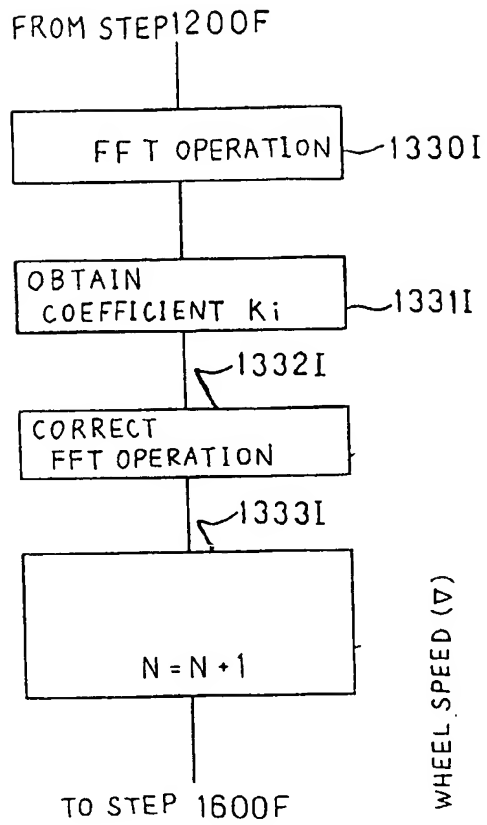 FROM STEP1200F
FFT OPERATION
1330I
OBTAIN
COEFFICIENT Ki
1331I
1332I
CORRECT
FFT OPERATION
1333I
N = N + 1
TO STEP 1600F
WHEEL SPEED (∇)